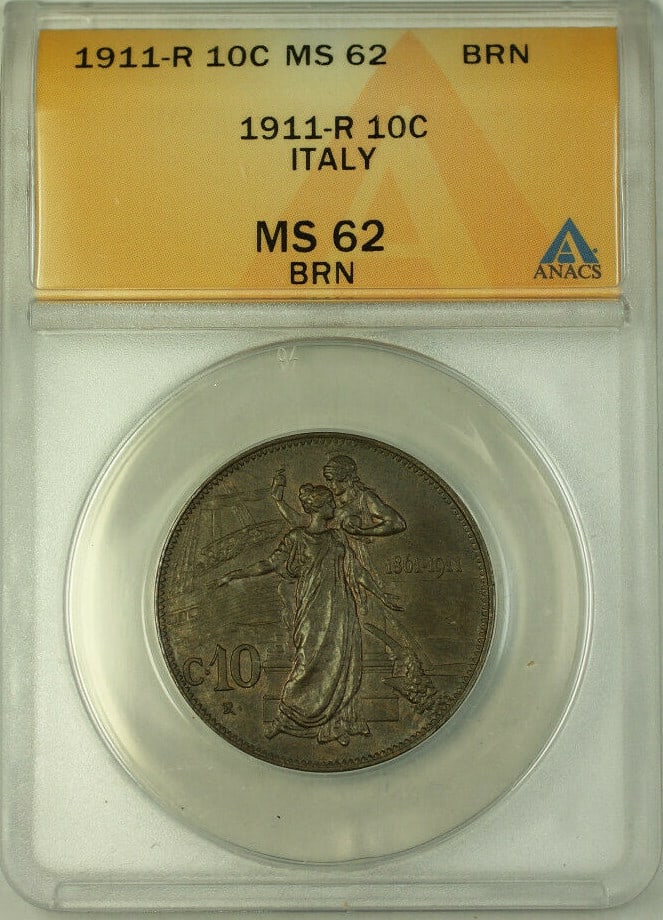 1911-R 10C MS 62 BRN
1911-R 10C
ITALY
MS 62
BRN
ANACS
1861·1911
C·10
R